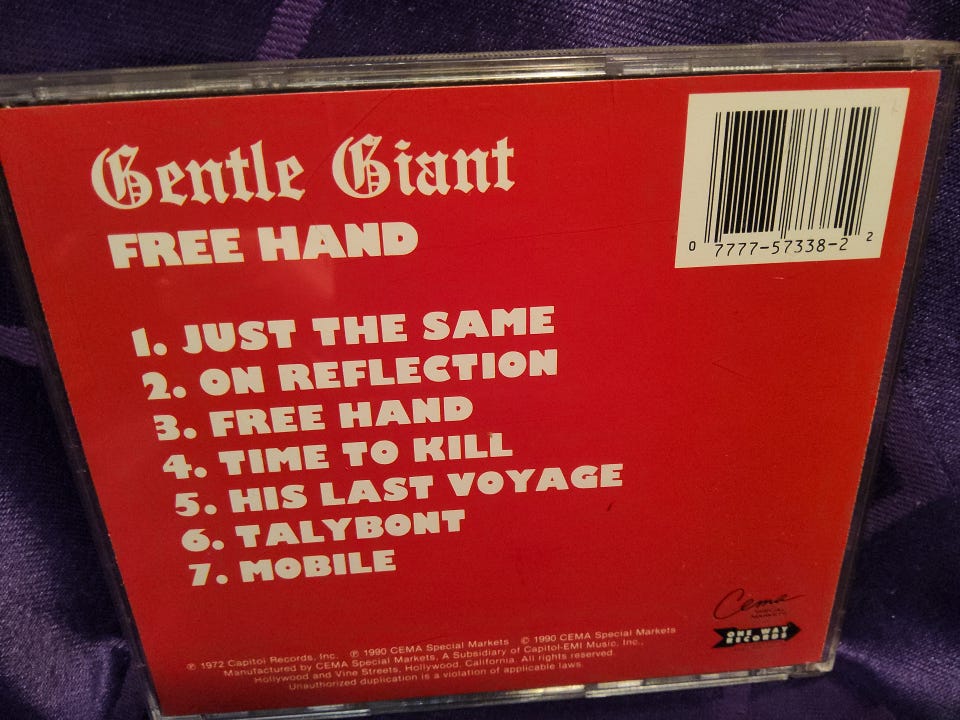 Gentle Giant
FREE HAND
0 7777-57338-2 2
1. JUST THE SAME
2. ON REFLECTION
3. FREE HAND
4. TIME TO KILL
5. HIS LAST VOYAGE
6. TALYBONT
7. MOBILE
Cema
SPECIAL
MARKETS
ONE WAY
RECORDS
℗ 1972 Capitol Records, Inc. ℗ 1990 CEMA Special Markets © 1990 CEMA Special Markets
Manufactured by CEMA Special Markets, A Subsidiary of Capitol-EMI Music, Inc.,
Hollywood and Vine Streets, Hollywood, California. All rights reserved.
Unauthorized duplication is a violation of applicable laws.